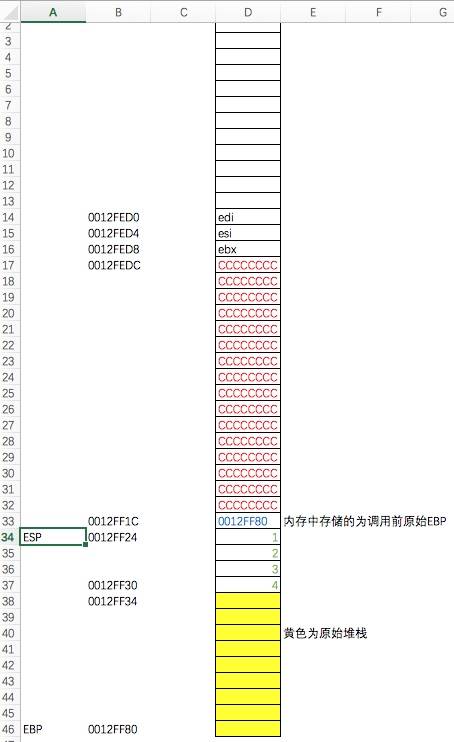 A B C D E F G
2
3
4
5
6
7
8
9
10
11
12
13
14 0012FED0 edi
15 0012FED4 esi
16 0012FED8 ebx
17 0012FEDC CCCCCCCC
18 CCCCCCCC
19 CCCCCCCC
20 CCCCCCCC
21 CCCCCCCC
22 CCCCCCCC
23 CCCCCCCC
24 CCCCCCCC
25 CCCCCCCC
26 CCCCCCCC
27 CCCCCCCC
28 CCCCCCCC
29 CCCCCCCC
30 CCCCCCCC
31 CCCCCCCC
32 CCCCCCCC
33 0012FF1C 0012FF80 内存中存储的为调用前原始EBP
34 ESP 0012FF24 1
35 2
36 3
37 0012FF30 4
38 0012FF34
39
40 黄色为原始堆栈
41
42
43
44
45
46 EBP 0012FF80